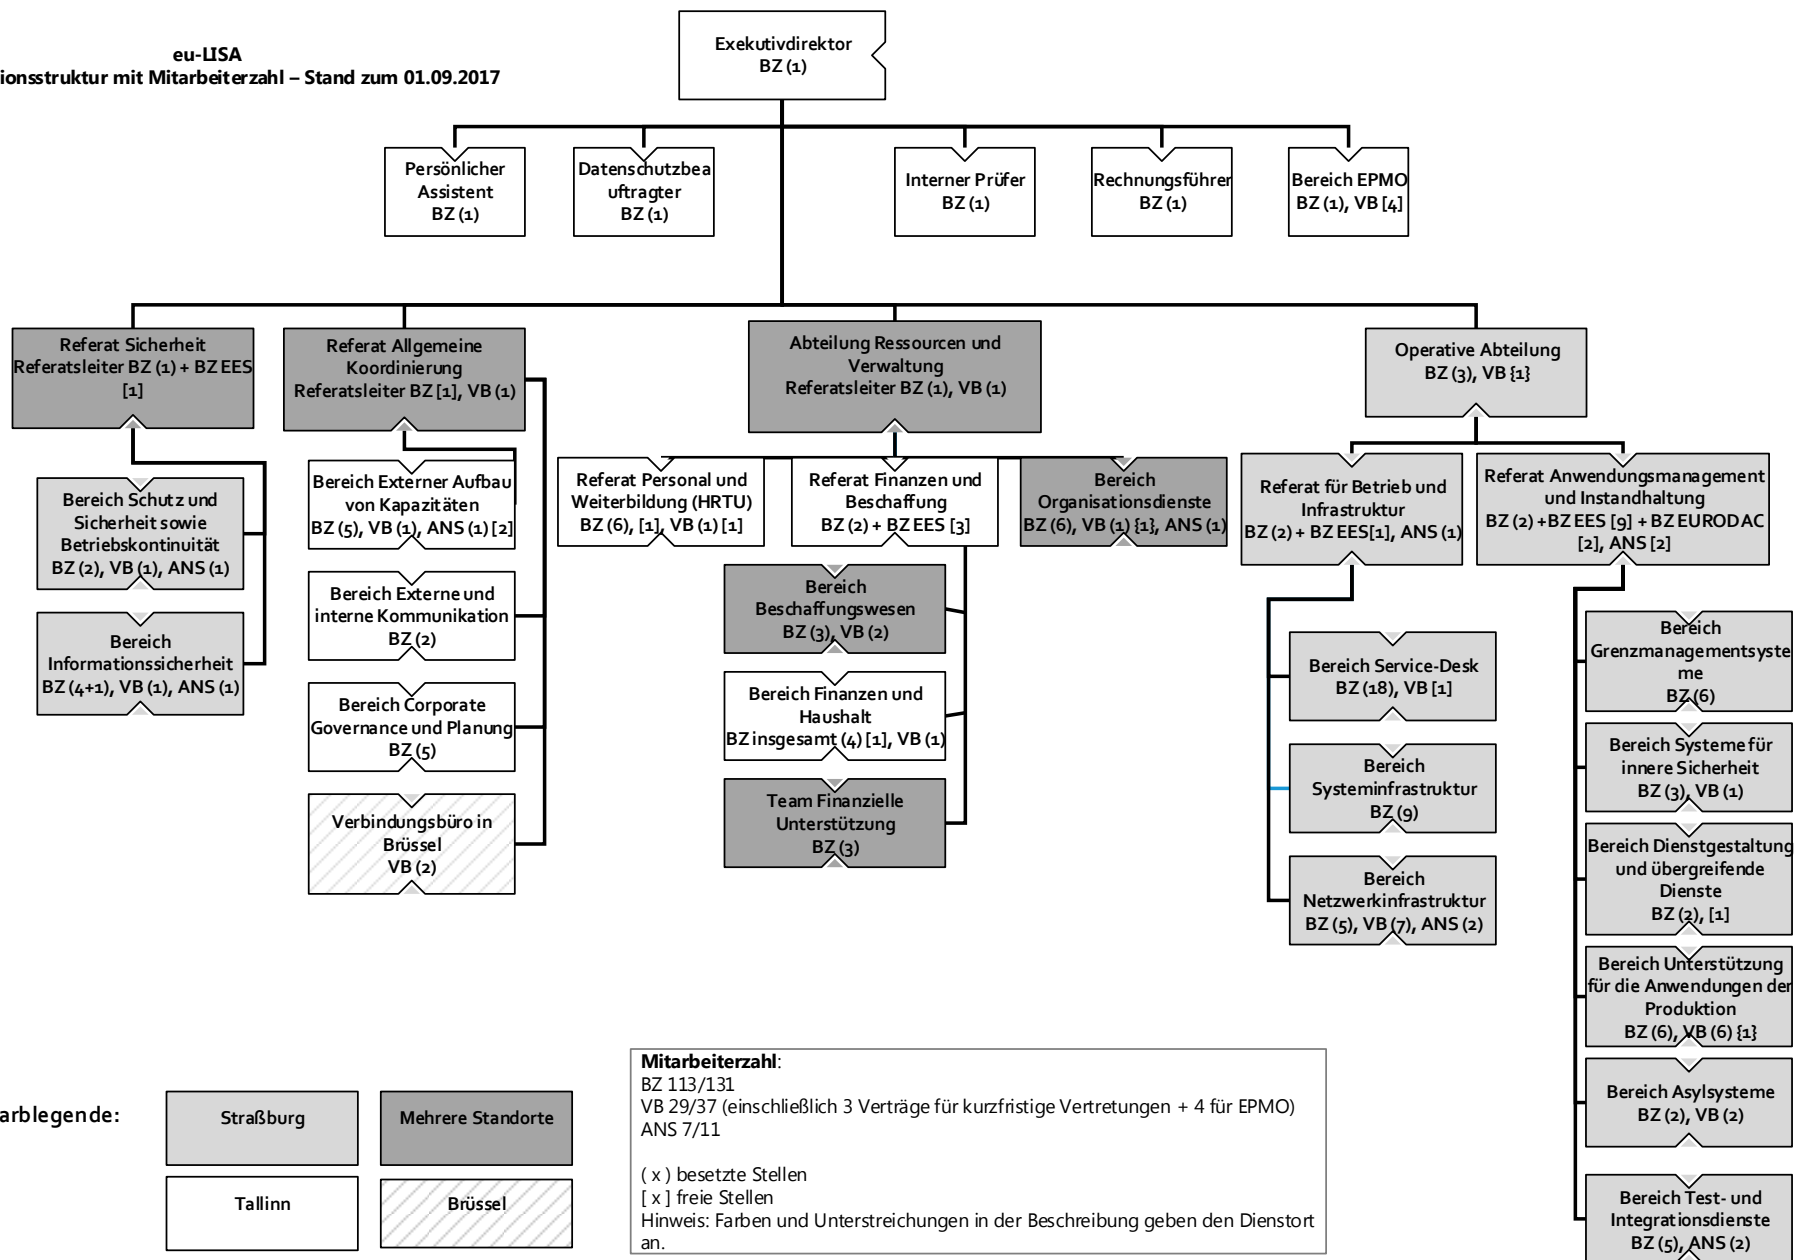 eu-LISA
ionsstruktur mit Mitarbeiterzahl – Stand zum 01.09.2017
Exekutivdirektor
BZ (1)
Persönlicher
Assistent
BZ (1)
Datenschutzbea
uftragter
BZ (1)
Interner Prüfer
BZ (1)
Rechnungsführer
BZ (1)
Bereich EPMO
BZ (1), VB [4]
Referat Sicherheit
Referatsleiter BZ (1) + BZ EES
[1]
Referat Allgemeine
Koordinierung
Referatsleiter BZ [1], VB (1)
Abteilung Ressourcen und
Verwaltung
Referatsleiter BZ (1), VB (1)
Operative Abteilung
BZ (3), VB {1}
Bereich Schutz und
Sicherheit sowie
Betriebskontinuität
BZ (2), VB (1), ANS (1)
Bereich
Informationssicherheit
BZ (4+1), VB (1), ANS (1)
Bereich Externer Aufbau
von Kapazitäten
BZ (5), VB (1), ANS (1) [2]
Bereich Externe und
interne Kommunikation
BZ (2)
Bereich Corporate
Governance und Planung
BZ (5)
Verbindungsbüro in
Brüssel
VB (2)
Referat Personal und
Weiterbildung (HRTU)
BZ (6), [1], VB (1) [1]
Referat Finanzen und
Beschaffung
BZ (2) + BZ EES [3]
Bereich
Organisationsdienste
BZ (6), VB (1) {1}, ANS (1)
Bereich
Beschaffungswesen
BZ (3), VB (2)
Bereich Finanzen und
Haushalt
BZ insgesamt (4) [1], VB (1)
Team Finanzielle
Unterstützung
BZ (3)
Referat für Betrieb und
Infrastruktur
BZ (2) + BZ EES[1], ANS (1)
Referat Anwendungsmanagement
und Instandhaltung
BZ (2) +BZ EES [9] + BZ EURODAC
[2], ANS [2]
Bereich Service-Desk
BZ (18), VB [1]
Bereich
Systeminfrastruktur
BZ (9)
Bereich
Netzwerkinfrastruktur
BZ (5), VB (7), ANS (2)
Bereich
Grenzmanagementsyste
me
BZ (6)
Bereich Systeme für
innere Sicherheit
BZ (3), VB (1)
Bereich Dienstgestaltung
und übergreifende
Dienste
BZ (2), [1]
Bereich Unterstützung
für die Anwendungen der
Produktion
BZ (6), VB (6) {1}
Bereich Asylsysteme
BZ (2), VB (2)
Bereich Test- und
Integrationsdienste
BZ (5), ANS (2)
arblegende:
Straßburg
Mehrere Standorte
Tallinn
Brüssel
Mitarbeiterzahl:
BZ 113/131
VB 29/37 (einschließlich 3 Verträge für kurzfristige Vertretungen + 4 für EPMO)
ANS 7/11
( x ) besetzte Stellen
[ x ] freie Stellen
Hinweis: Farben und Unterstreichungen in der Beschreibung geben den Dienstort
an.